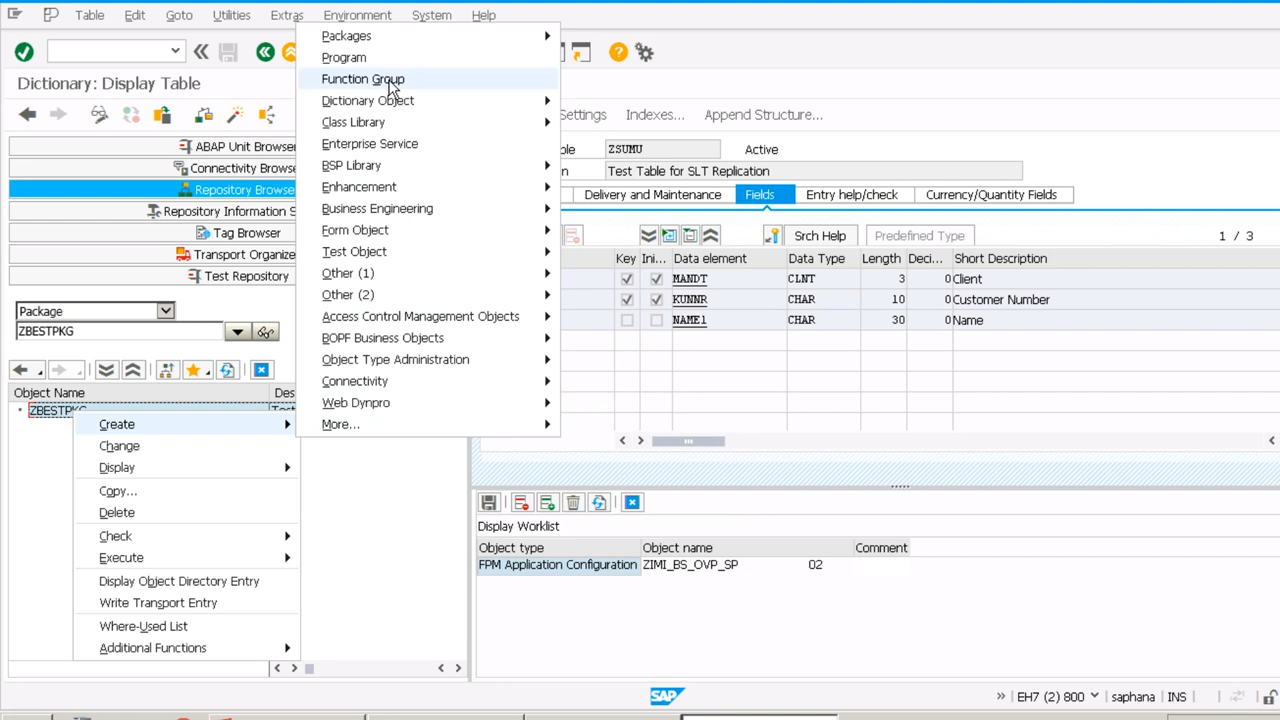 Table Edit Goto Utilities Extras Environment System Help
Packages
Program
Function Group
Dictionary Object
Class Library
Enterprise Service
BSP Library
Enhancement
Business Engineering
Form Object
Test Object
Other (1)
Other (2)
Access Control Management Objects
BOPF Business Objects
Object Type Administration
Connectivity
Web Dynpro
More...
Dictionary: Display Table
Settings Indexes... Append Structure...
ABAP Unit Browser
Repository Information S
Tag Browser
Test Repository
Package
ZBESTPKG
Object Name
ZBESTPKG
Create
Change
Display
Copy...
Delete
Check
Execute
Display Object Directory Entry
Write Transport Entry
Where-Used List
Additional Functions
ZSUMU Active
Test Table for SLT Replication
Delivery and Maintenance Fields Entry help/check Currency/Quantity Fields
Srch Help Predefined Type 1 / 3
Key Ini... Data element Data Type Length Deci... Short Description
MANDT CLNT 3 0 Client
KUNNR CHAR 10 0 Customer Number
NAME1 CHAR 30 0 Name
Display Worklist
Object type Object name Comment
FPM Application Configuration ZIMI_BS_OVP_SP 02
SAP
EH7 (2) 800 saphana INS